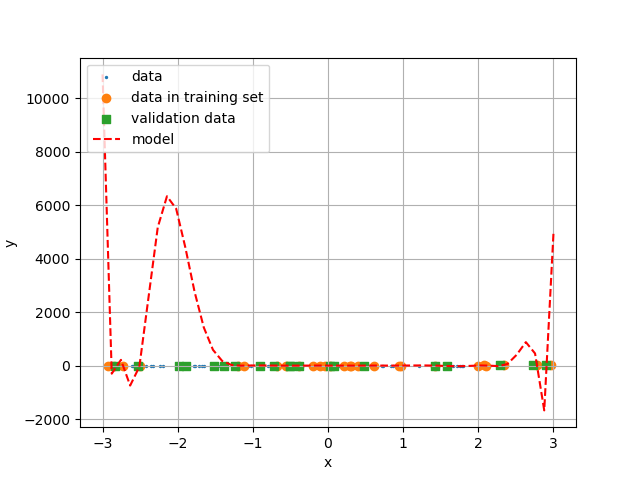 data
data in training set
validation data
model
10000
8000
6000
4000
2000
0
−2000
y
−3 −2 −1 0 1 2 3
x